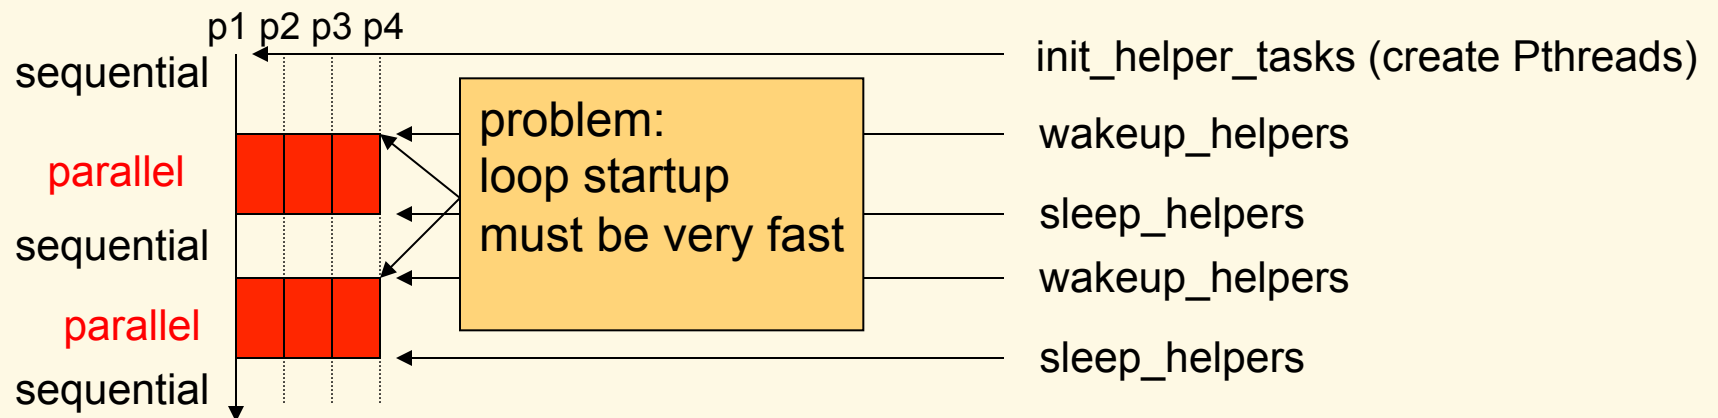 p1 p2 p3 p4
sequential
init_helper_tasks (create Pthreads)
problem:
loop startup
must be very fast
wakeup_helpers
parallel
sleep_helpers
sequential
wakeup_helpers
parallel
sleep_helpers
sequential